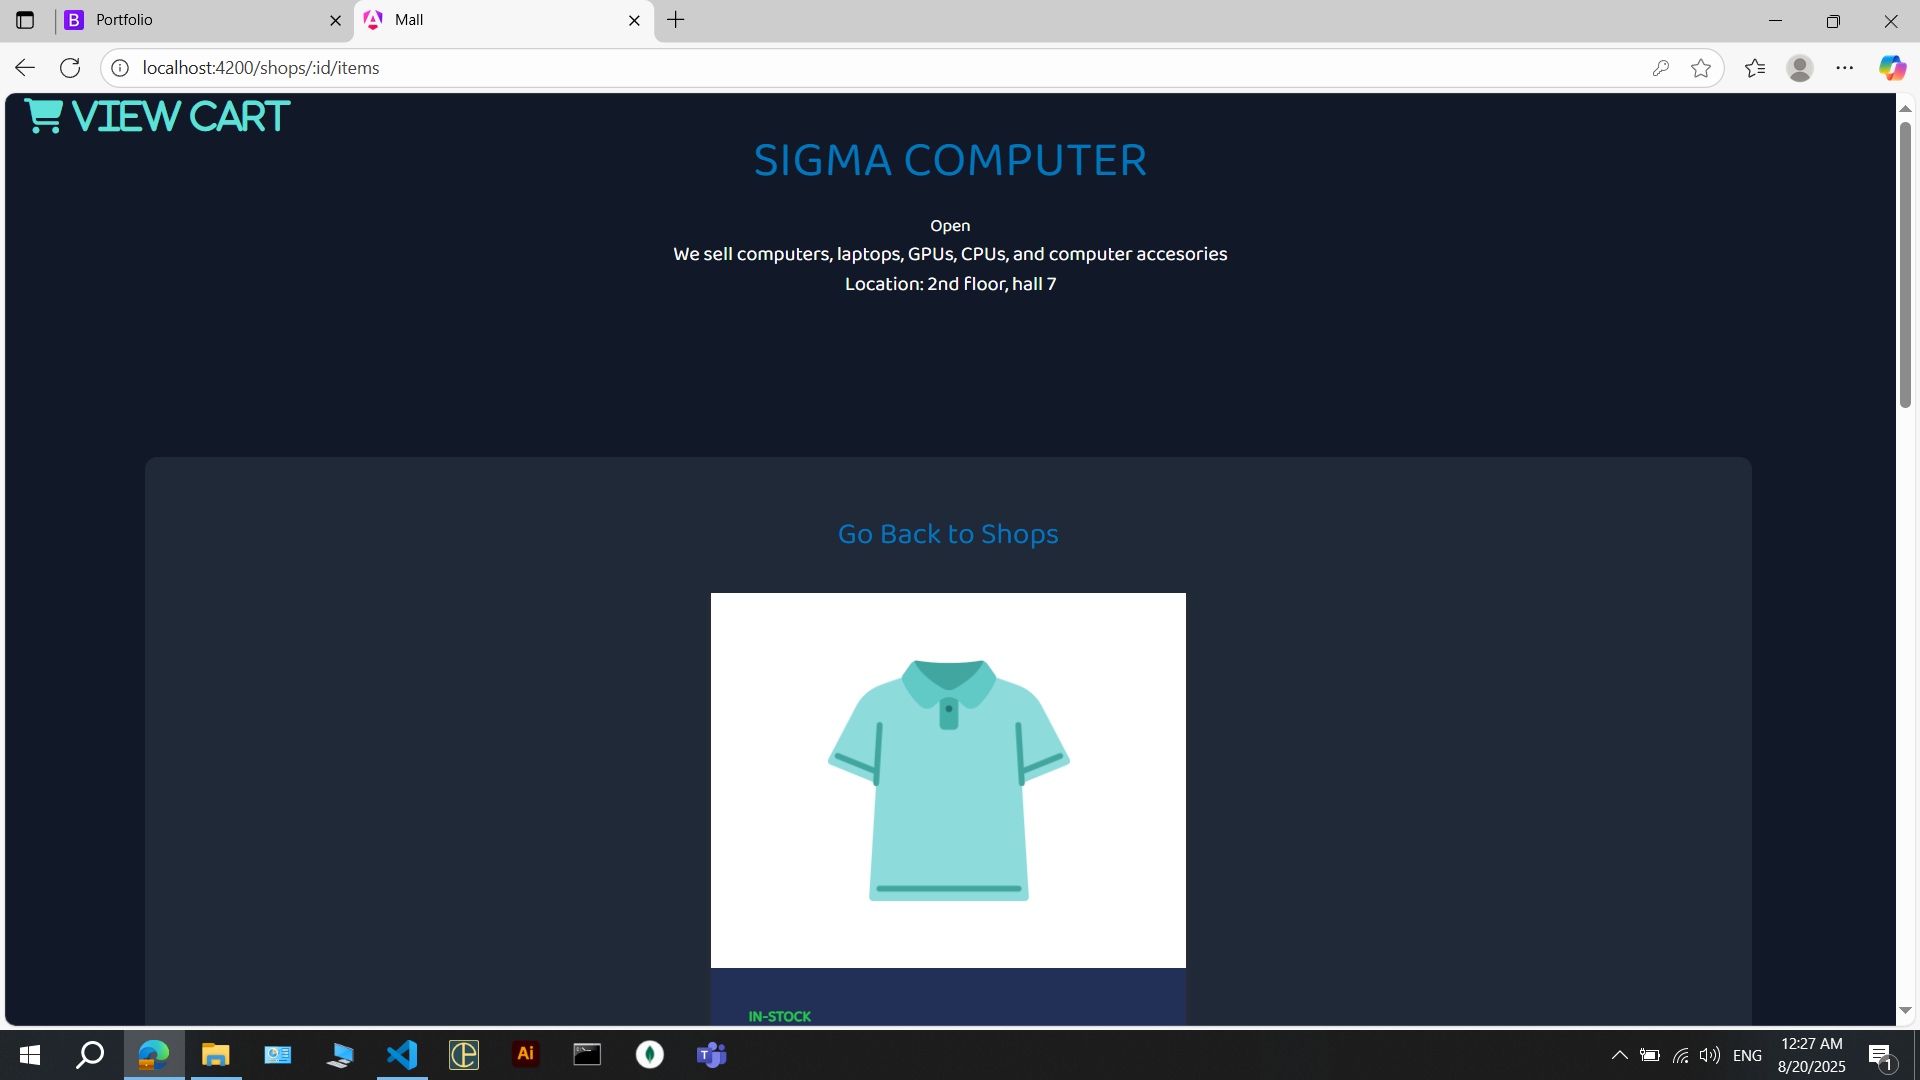 Portfolio
Mall
localhost:4200/shops/:id/items
VIEW CART
SIGMA COMPUTER
Open
We sell computers, laptops, GPUs, CPUs, and computer accesories
Location: 2nd floor, hall 7
Go Back to Shops
IN-STOCK
ENG
12:27 AM
8/20/2025
1